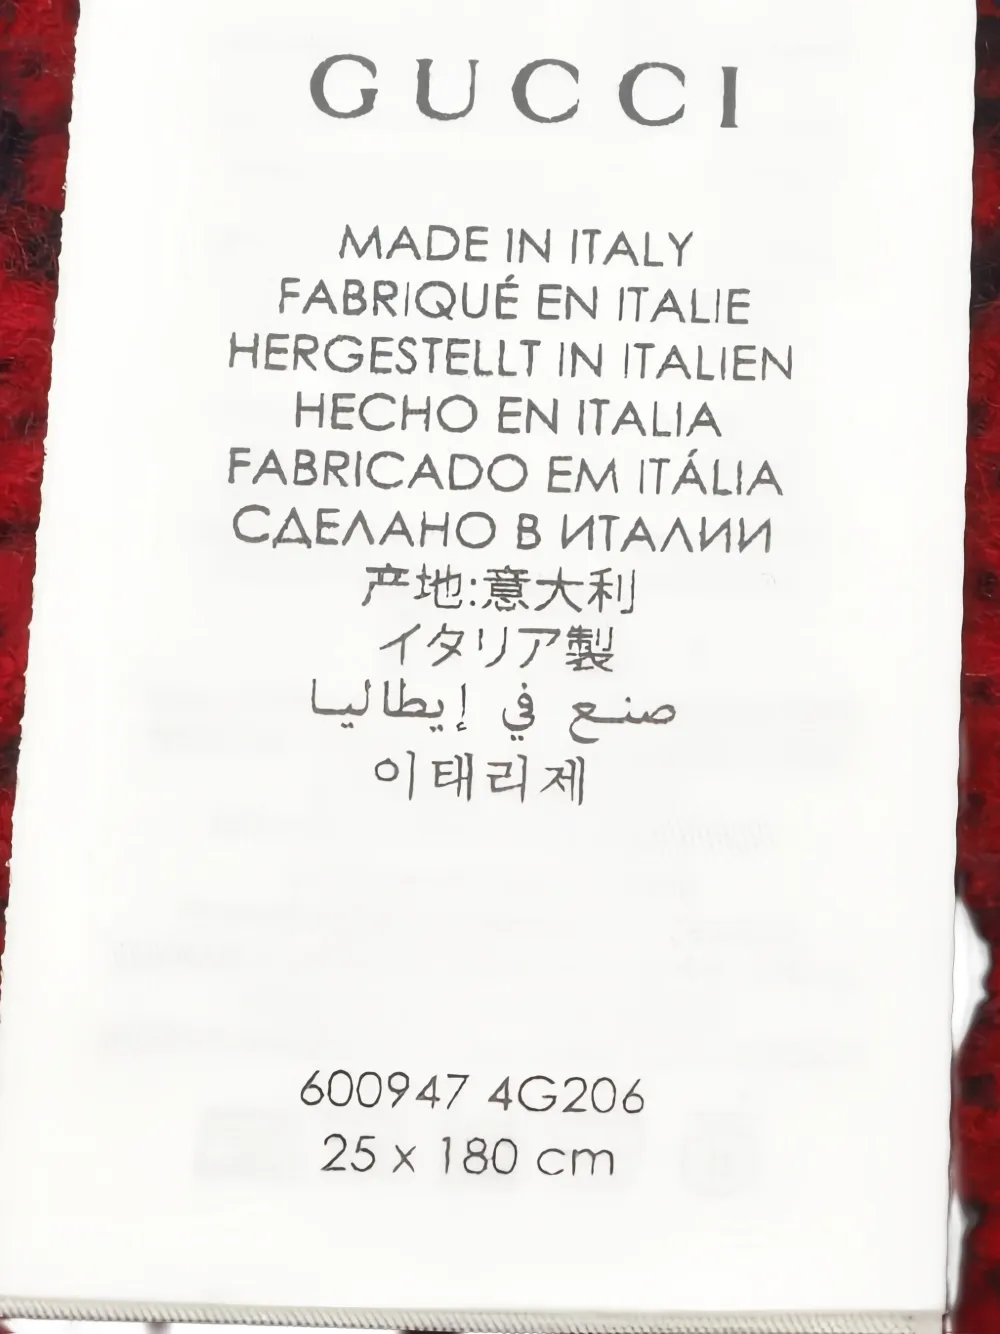 GUCCI
MADE IN ITALY
FABRIQUÉ EN ITALIE
HERGESTELLT IN ITALIEN
HECHO EN ITALIA
FABRICADO EM ITÁLIA
СДЕЛАНО В ИТАЛИИ
产地:意大利
イタリア製
صنع في إيطاليا
이태리제
600947 4G206
25 x 180 cm